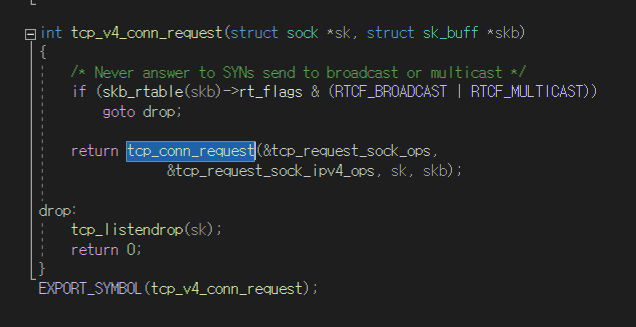 int tcp_v4_conn_request(struct sock *sk, struct sk_buff *skb)
{
/* Never answer to SYNs send to broadcast or multicast */
if (skb_rtable(skb)->rt_flags & (RTCF_BROADCAST | RTCF_MULTICAST))
goto drop;
return tcp_conn_request(&tcp_request_sock_ops,
&tcp_request_sock_ipv4_ops, sk, skb);
drop:
tcp_listendrop(sk);
return 0;
}
EXPORT_SYMBOL(tcp_v4_conn_request);